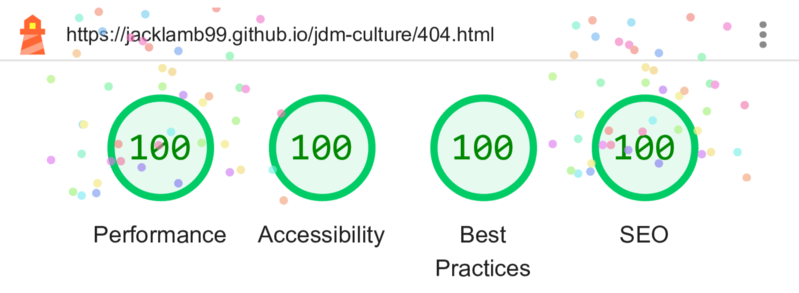 https://jacklamb99.github.io/jdm-culture/404.html
100 100 100 100
Performance Accessibility Best Practices SEO